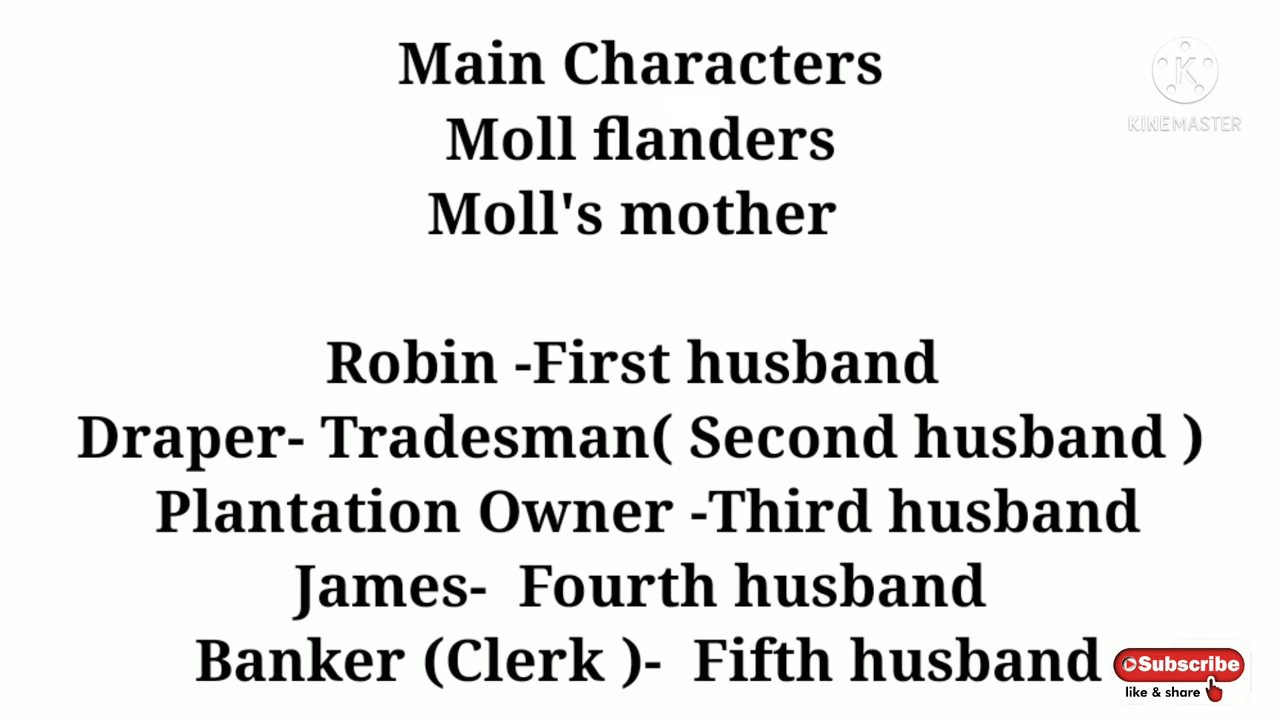 Main Characters
K
KINEMASTER
Moll flanders
Moll's mother
Robin -First husband
Draper- Tradesman( Second husband )
Plantation Owner -Third husband
James-  Fourth husband
Banker (Clerk )-  Fifth husband
Subscribe
like & share